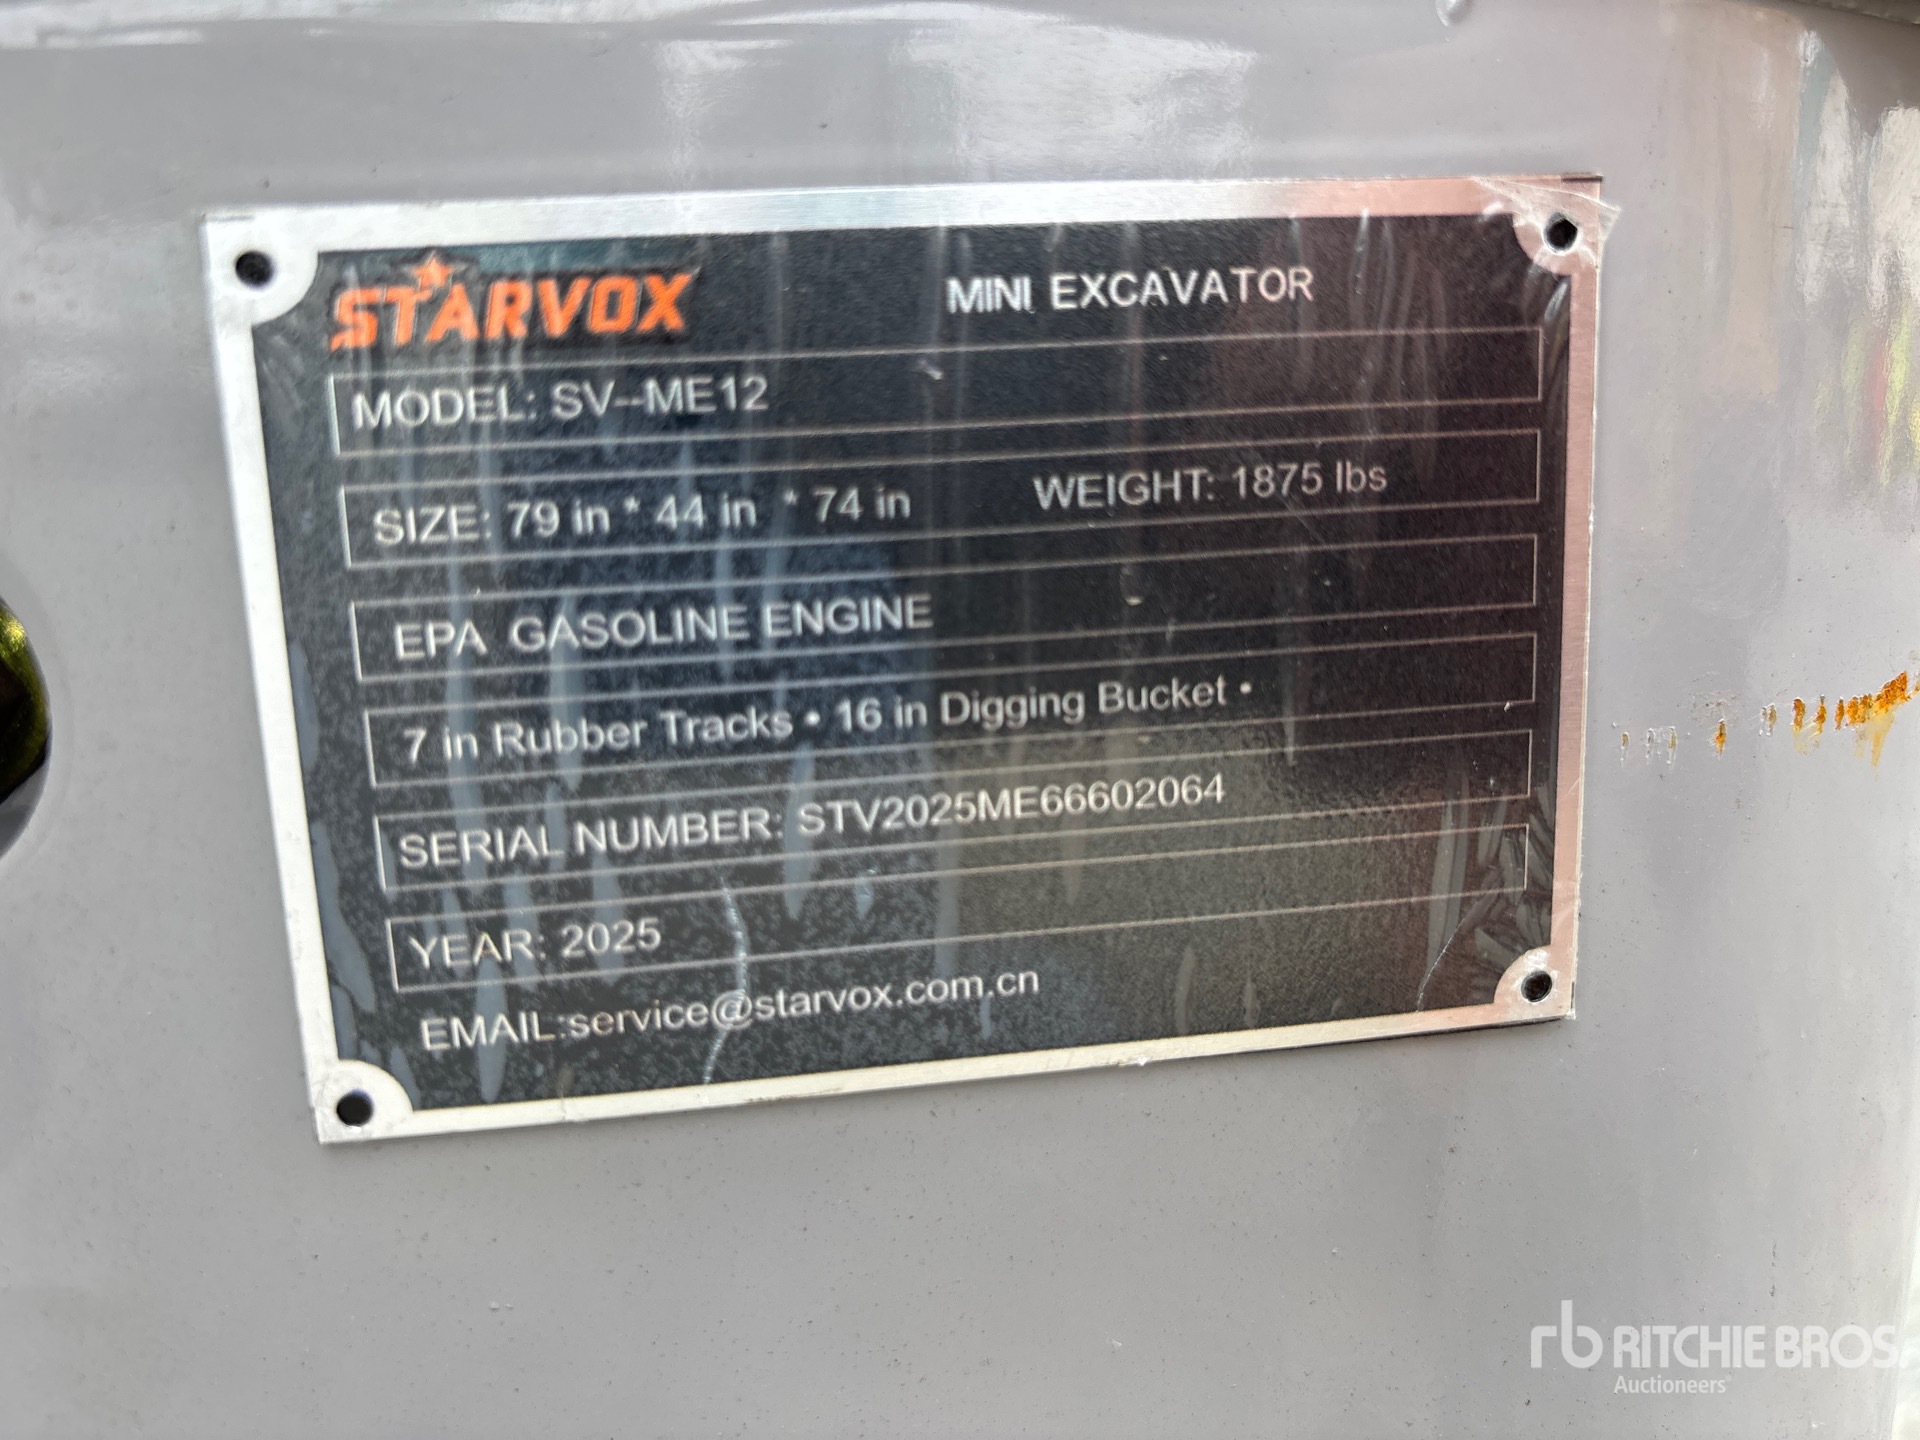 STARVOX
MINI EXCAVATOR
MODEL: SV--ME12
SIZE: 79 in * 44 in * 74 in WEIGHT: 1875 lbs
EPA GASOLINE ENGINE
7 in Rubber Tracks • 16 in Digging Bucket •
SERIAL NUMBER: STV2025ME66602064
YEAR: 2025
EMAIL:service@starvox.com.cn
rb RITCHIE BROS.
Auctioneers